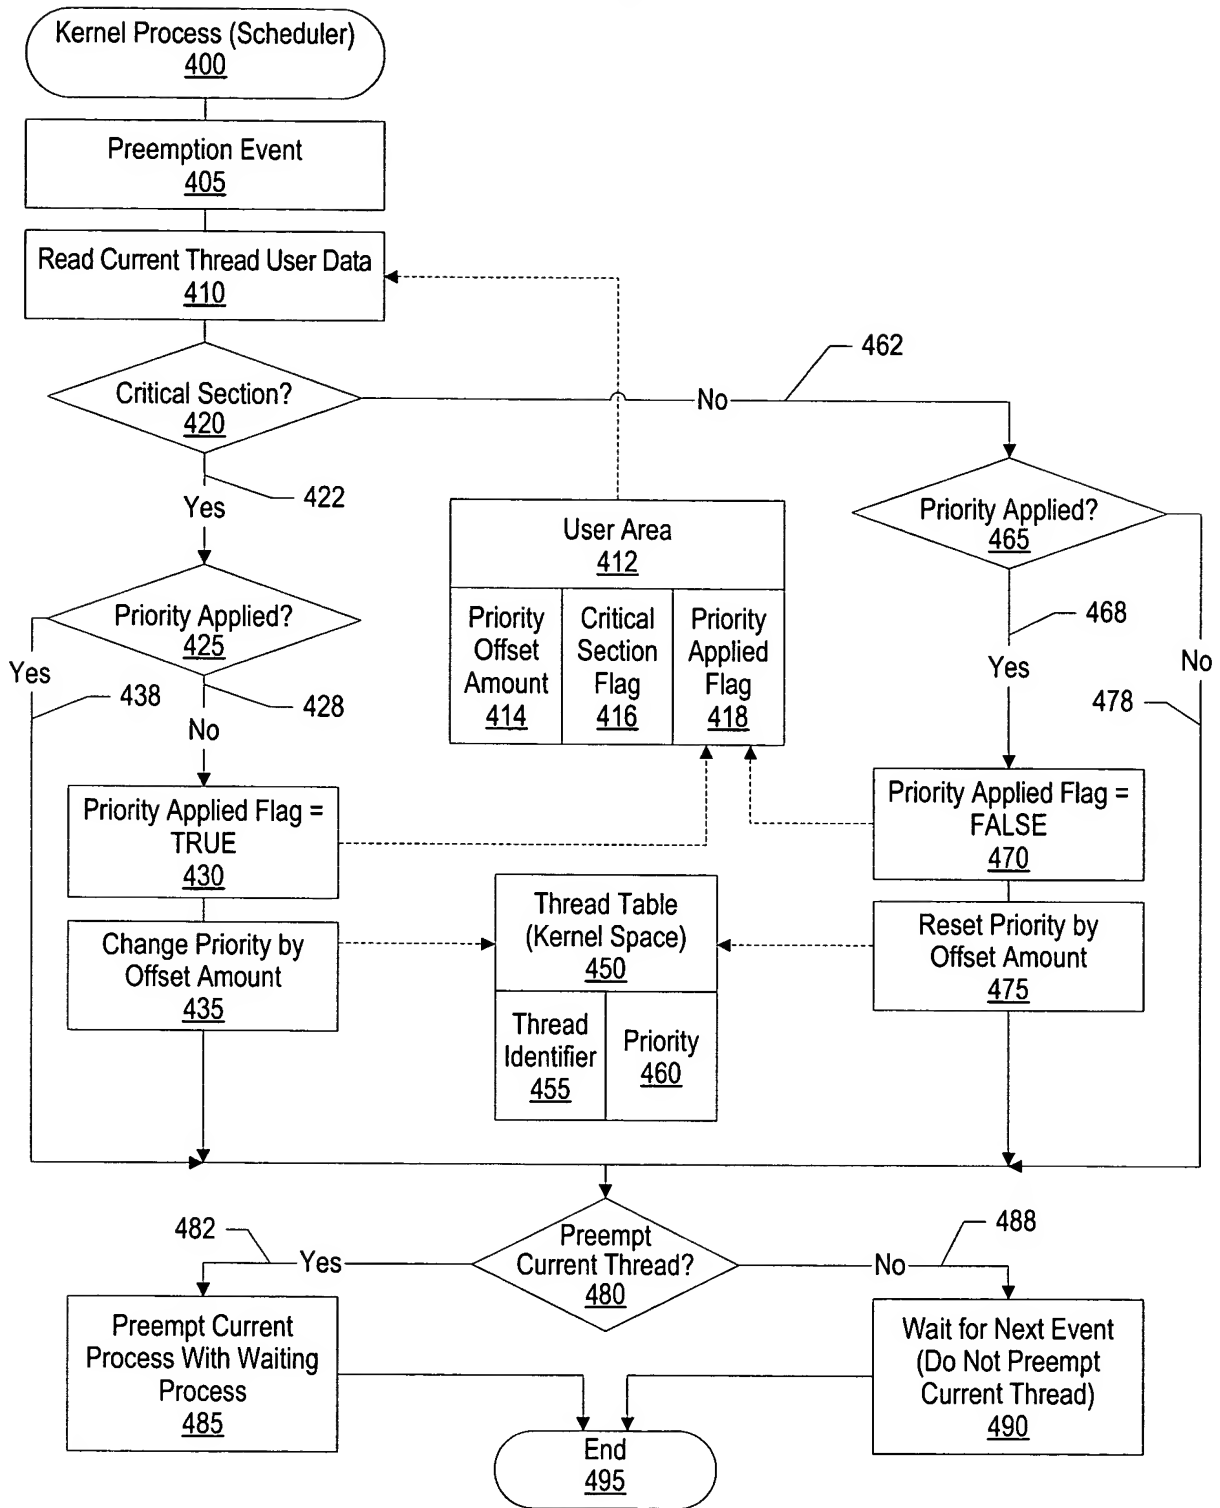 Kernel Process (Scheduler)
400
Preemption Event
405
Read Current Thread User Data
410
462
Critical Section?
420
No
422
Yes
User Area
412
Priority Applied?
465
Priority
Offset
Amount
414
Critical
Section
Flag
416
Priority
Applied
Flag
418
Priority Applied?
425
468
Yes
No
Yes
438
428
478
No
Priority Applied Flag =
TRUE
430
Priority Applied Flag =
FALSE
470
Thread Table
(Kernel Space)
450
Change Priority by
Offset Amount
435
Reset Priority by
Offset Amount
475
Thread
Identifier
455
Priority
460
482
488
Preempt
Current Thread?
480
Yes
No
Preempt Current
Process With Waiting
Process
485
Wait for Next Event
(Do Not Preempt
Current Thread)
490
End
495